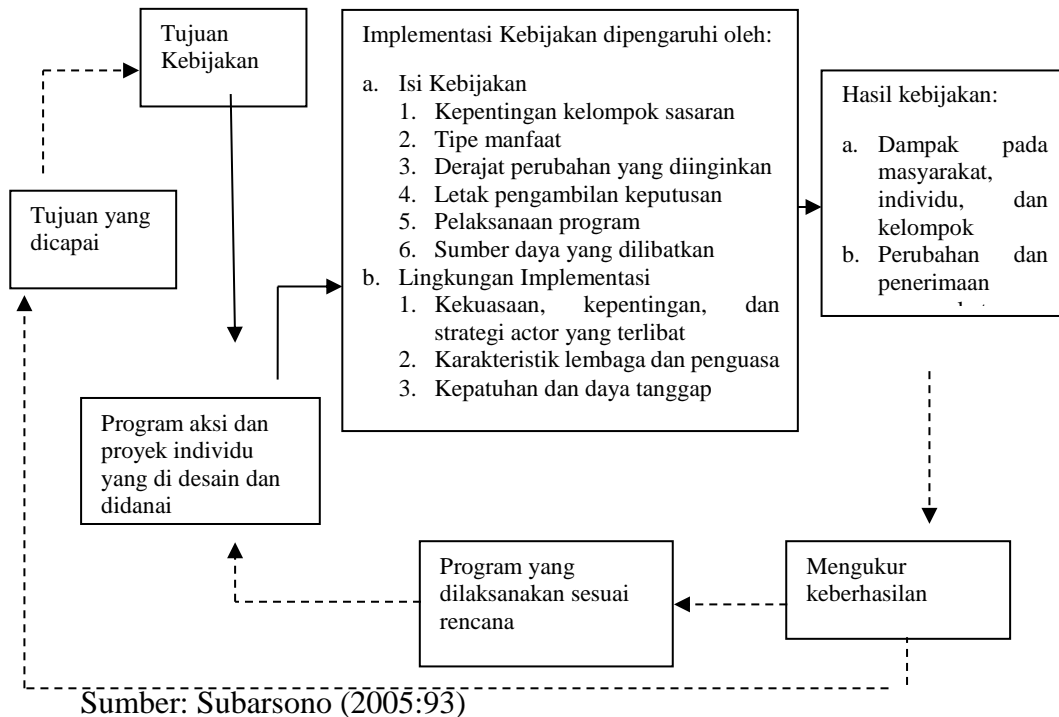 Tujuan
Kebijakan
Implementasi Kebijakan dipengaruhi oleh:
a. Isi Kebijakan
1. Kepentingan kelompok sasaran
2. Tipe manfaat
3. Derajat perubahan yang diinginkan
4. Letak pengambilan keputusan
5. Pelaksanaan program
6. Sumber daya yang dilibatkan
b. Lingkungan Implementasi
1. Kekuasaan, kepentingan, dan
strategi actor yang terlibat
2. Karakteristik lembaga dan penguasa
3. Kepatuhan dan daya tanggap
Hasil kebijakan:
a. Dampak pada
masyarakat,
individu, dan
kelompok
b. Perubahan dan
penerimaan
Tujuan yang
dicapai
Program aksi dan
proyek individu
yang di desain dan
didanai
Program yang
dilaksanakan sesuai
rencana
Mengukur
keberhasilan
Sumber: Subarsono (2005:93)